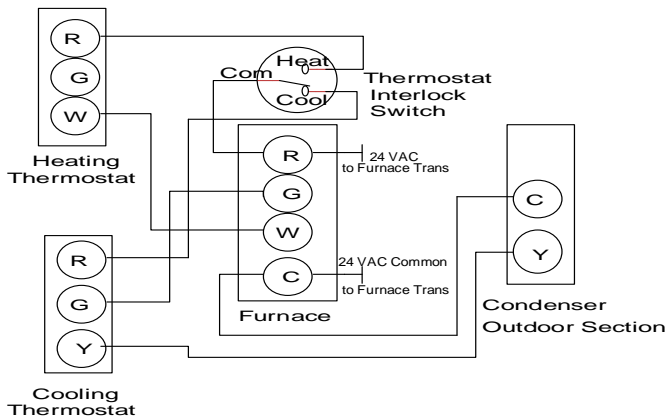 R
G
W
Heating
Thermostat
Heat
Com
Cool
Thermostat
Interlock
Switch
R
G
W
C
24 VAC
to Furnace Trans
24 VAC Common
to Furnace Trans
Furnace
C
Y
Condenser
Outdoor Section
R
G
Y
Cooling
Thermostat